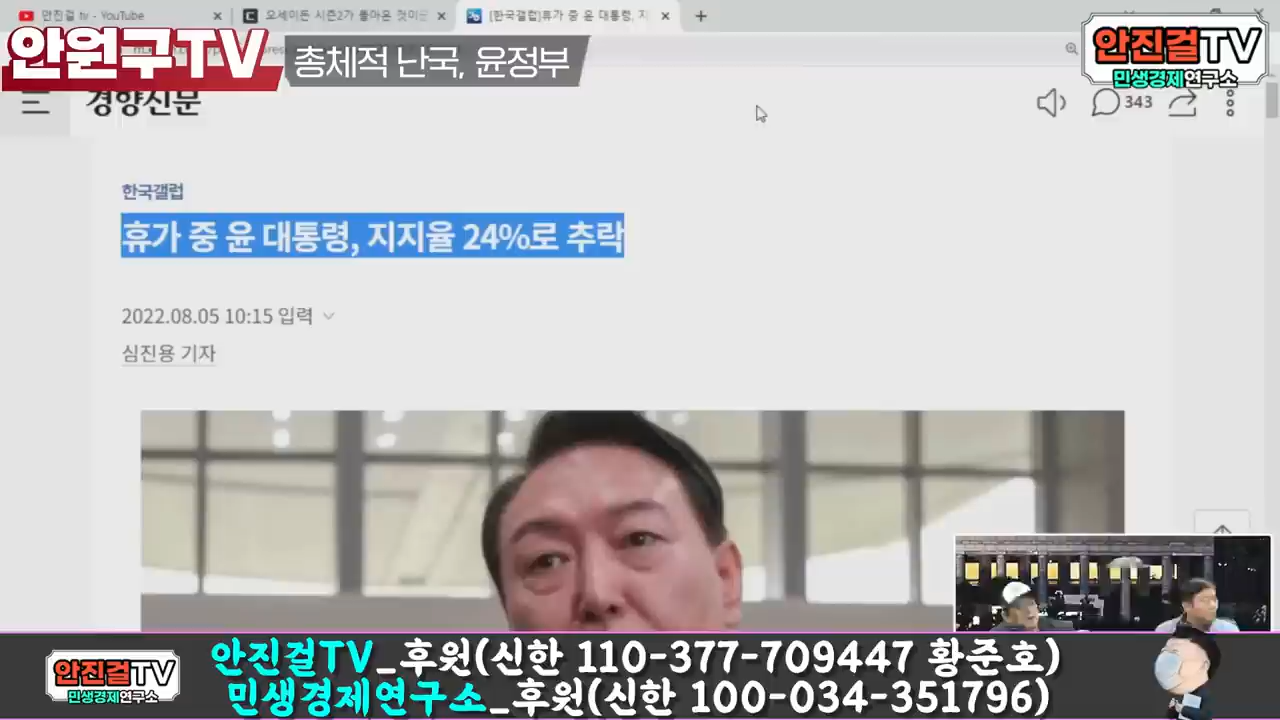 안진걸 tv - YouTube
오세이돈 시즌2가 돌아온 것이
[한국갤럽]휴가 중 윤 대통령, 지
안원구TV
총체적 난국, 윤정부
안진걸TV
민생경제연구소
경향신문
343
한국갤럽
휴가 중 윤 대통령, 지지율 24%로 추락
2022.08.05 10:15 입력
심진용 기자
안진걸TV
민생경제연구소
안진걸TV_후원(신한 110-377-709447 황준호)
민생경제연구소_후원(신한 100-034-351796)